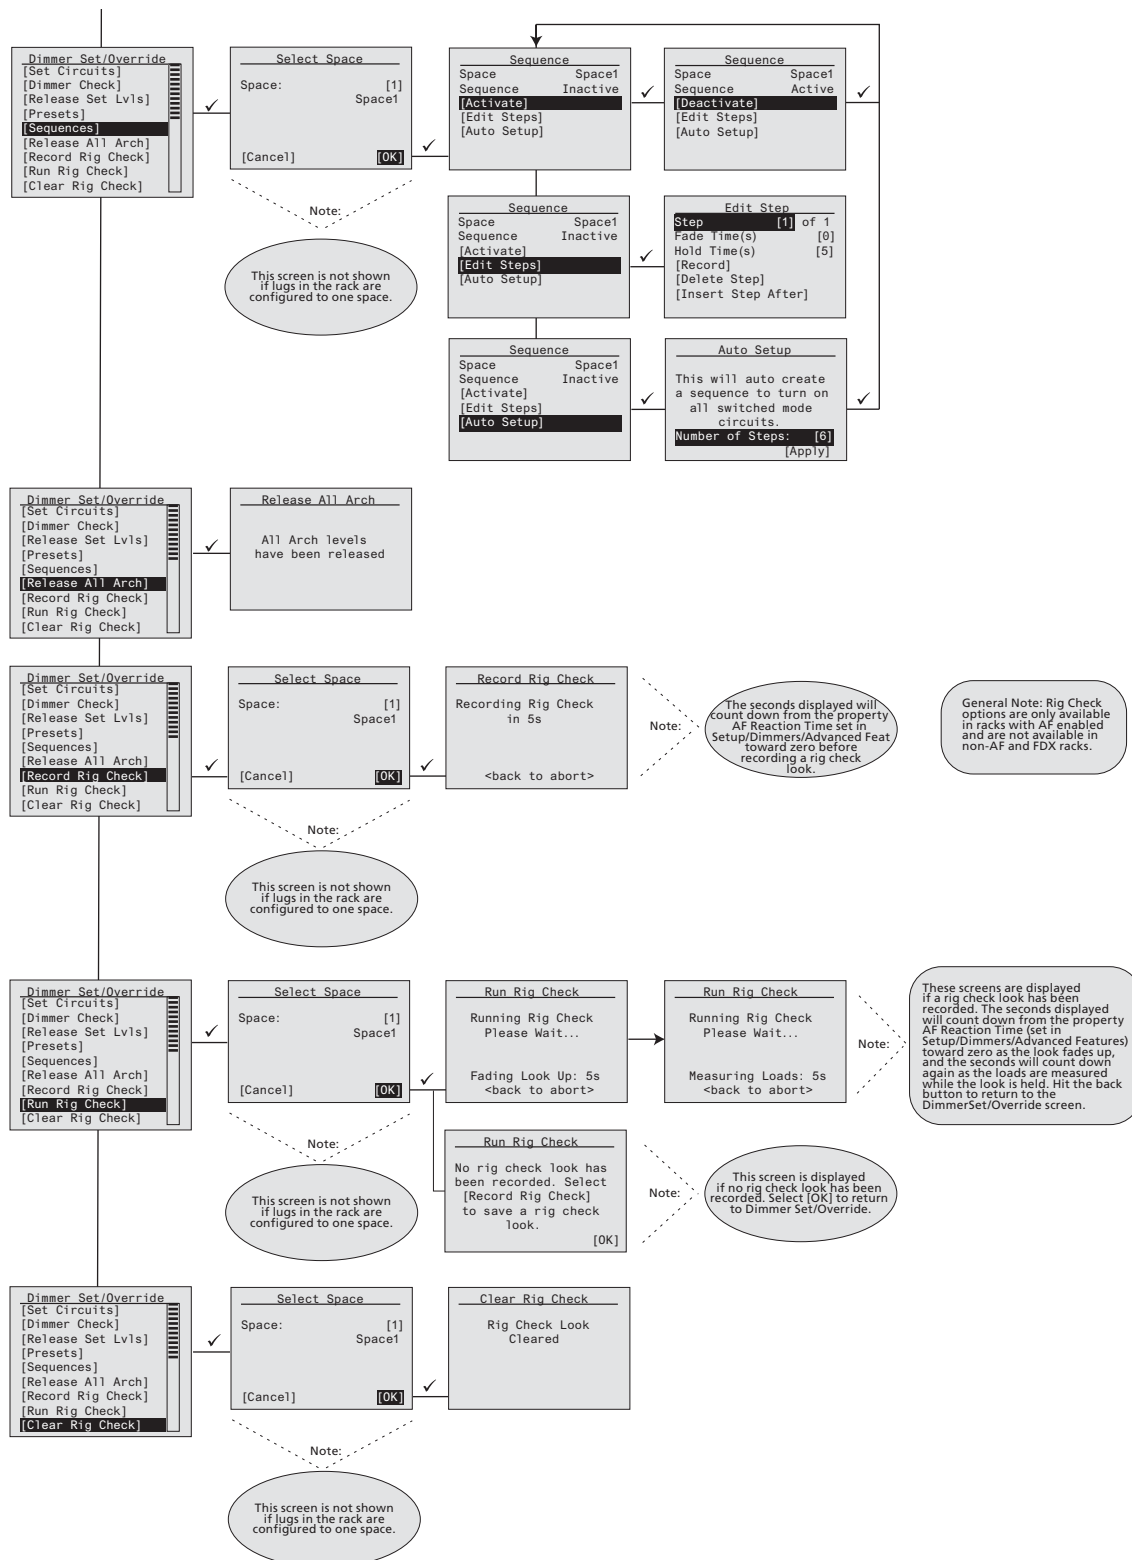 Dimmer Set/Override
[Set Circuits]
[Dimmer Check]
[Release Set Lvls]
[Presets]
[Sequences]
[Release All Arch]
[Record Rig Check]
[Run Rig Check]
[Clear Rig Check]
Select Space
Space: [1]
Space1
[Cancel] [OK]
Note:
This screen is not shown
if lugs in the rack are
configured to one space.
Sequence
Space Space1
Sequence Inactive
[Activate]
[Edit Steps]
[Auto Setup]
Sequence
Space Space1
Sequence Active
[Deactivate]
[Edit Steps]
[Auto Setup]
Sequence
Space Space1
Sequence Inactive
[Activate]
[Edit Steps]
[Auto Setup]
Edit Step
Step [1] of 1
Fade Time(s) [0]
Hold Time(s) [5]
[Record]
[Delete Step]
[Insert Step After]
Sequence
Space Space1
Sequence Inactive
[Activate]
[Edit Steps]
[Auto Setup]
Auto Setup
This will auto create
a sequence to turn on
all switched mode
circuits.
Number of Steps: [6]
[Apply]
Dimmer Set/Override
[Set Circuits]
[Dimmer Check]
[Release Set Lvls]
[Presets]
[Sequences]
[Release All Arch]
[Record Rig Check]
[Run Rig Check]
[Clear Rig Check]
Release All Arch
All Arch levels
have been released
Dimmer Set/Override
[Set Circuits]
[Dimmer Check]
[Release Set Lvls]
[Presets]
[Sequences]
[Release All Arch]
[Record Rig Check]
[Run Rig Check]
[Clear Rig Check]
Select Space
Space: [1]
Space1
[Cancel] [OK]
Note:
This screen is not shown
if lugs in the rack are
configured to one space.
Record Rig Check
Recording Rig Check
in 5s
<back to abort>
Note:
The seconds displayed will
count down from the property
AF Reaction Time set in
Setup/Dimmers/Advanced Feat
toward zero before
recording a rig check
look.
General Note: Rig Check
options are only available
in racks with AF enabled
and are not available in
non-AF and FDX racks.
Dimmer Set/Override
[Set Circuits]
[Dimmer Check]
[Release Set Lvls]
[Presets]
[Sequences]
[Release All Arch]
[Record Rig Check]
[Run Rig Check]
[Clear Rig Check]
Select Space
Space: [1]
Space1
[Cancel] [OK]
Note:
This screen is not shown
if lugs in the rack are
configured to one space.
Run Rig Check
Running Rig Check
Please Wait...
Fading Look Up: 5s
<back to abort>
Run Rig Check
Running Rig Check
Please Wait...
Measuring Loads: 5s
<back to abort>
Note:
These screens are displayed
if a rig check look has been
recorded. The seconds displayed
will count down from the property
AF Reaction Time (set in
Setup/Dimmers/Advanced Features)
toward zero as the look fades up,
and the seconds will count down
again as the loads are measured
while the look is held. Hit the back
button to return to the
DimmerSet/Override screen.
Run Rig Check
No rig check look has
been recorded. Select
[Record Rig Check]
to save a rig check
look.
[OK]
Note:
This screen is displayed
if no rig check look has been
recorded. Select [OK] to return
to Dimmer Set/Override.
Dimmer Set/Override
[Set Circuits]
[Dimmer Check]
[Release Set Lvls]
[Presets]
[Sequences]
[Release All Arch]
[Record Rig Check]
[Run Rig Check]
[Clear Rig Check]
Select Space
Space: [1]
Space1
[Cancel] [OK]
Note:
This screen is not shown
if lugs in the rack are
configured to one space.
Clear Rig Check
Rig Check Look
Cleared